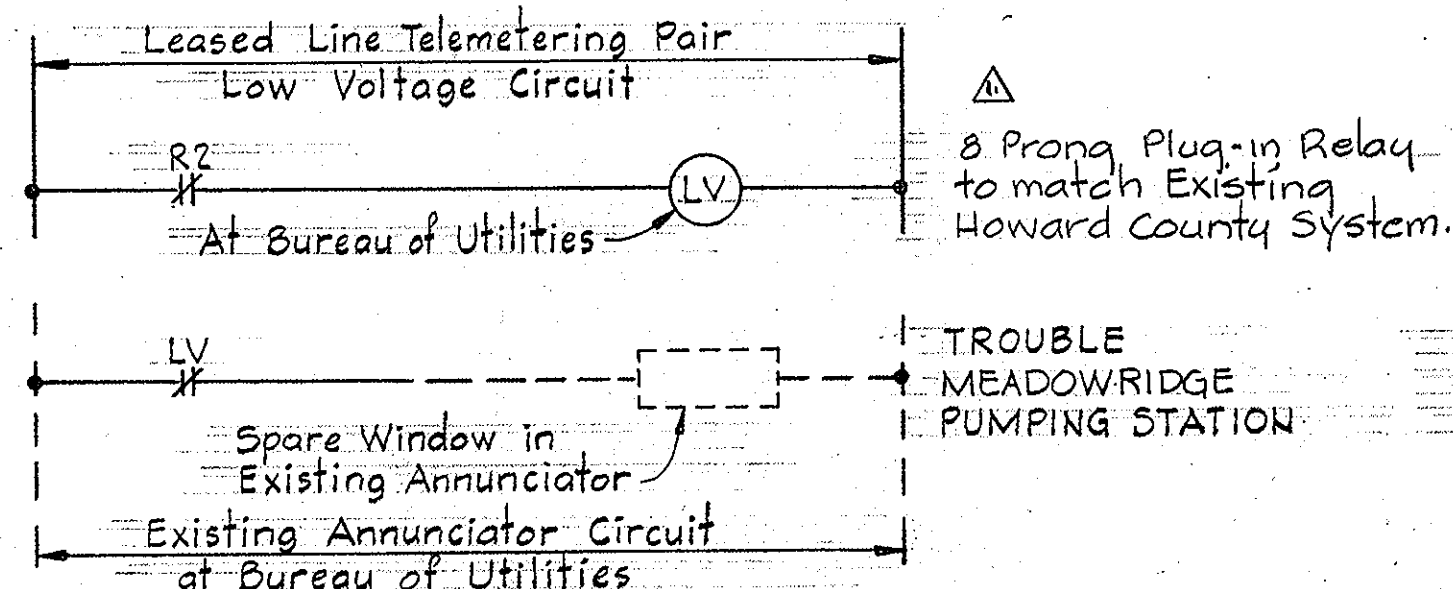 Leased Line Telemetering Pair
Low Voltage Circuit
R2
LV
At Bureau of Utilities
8 Prong Plug-in Relay
to match Existing
Howard County System.
LV
TROUBLE
MEADOWRIDGE
PUMPING STATION
Spare Window in
Existing Annunciator
Existing Annunciator Circuit
at Bureau of Utilities